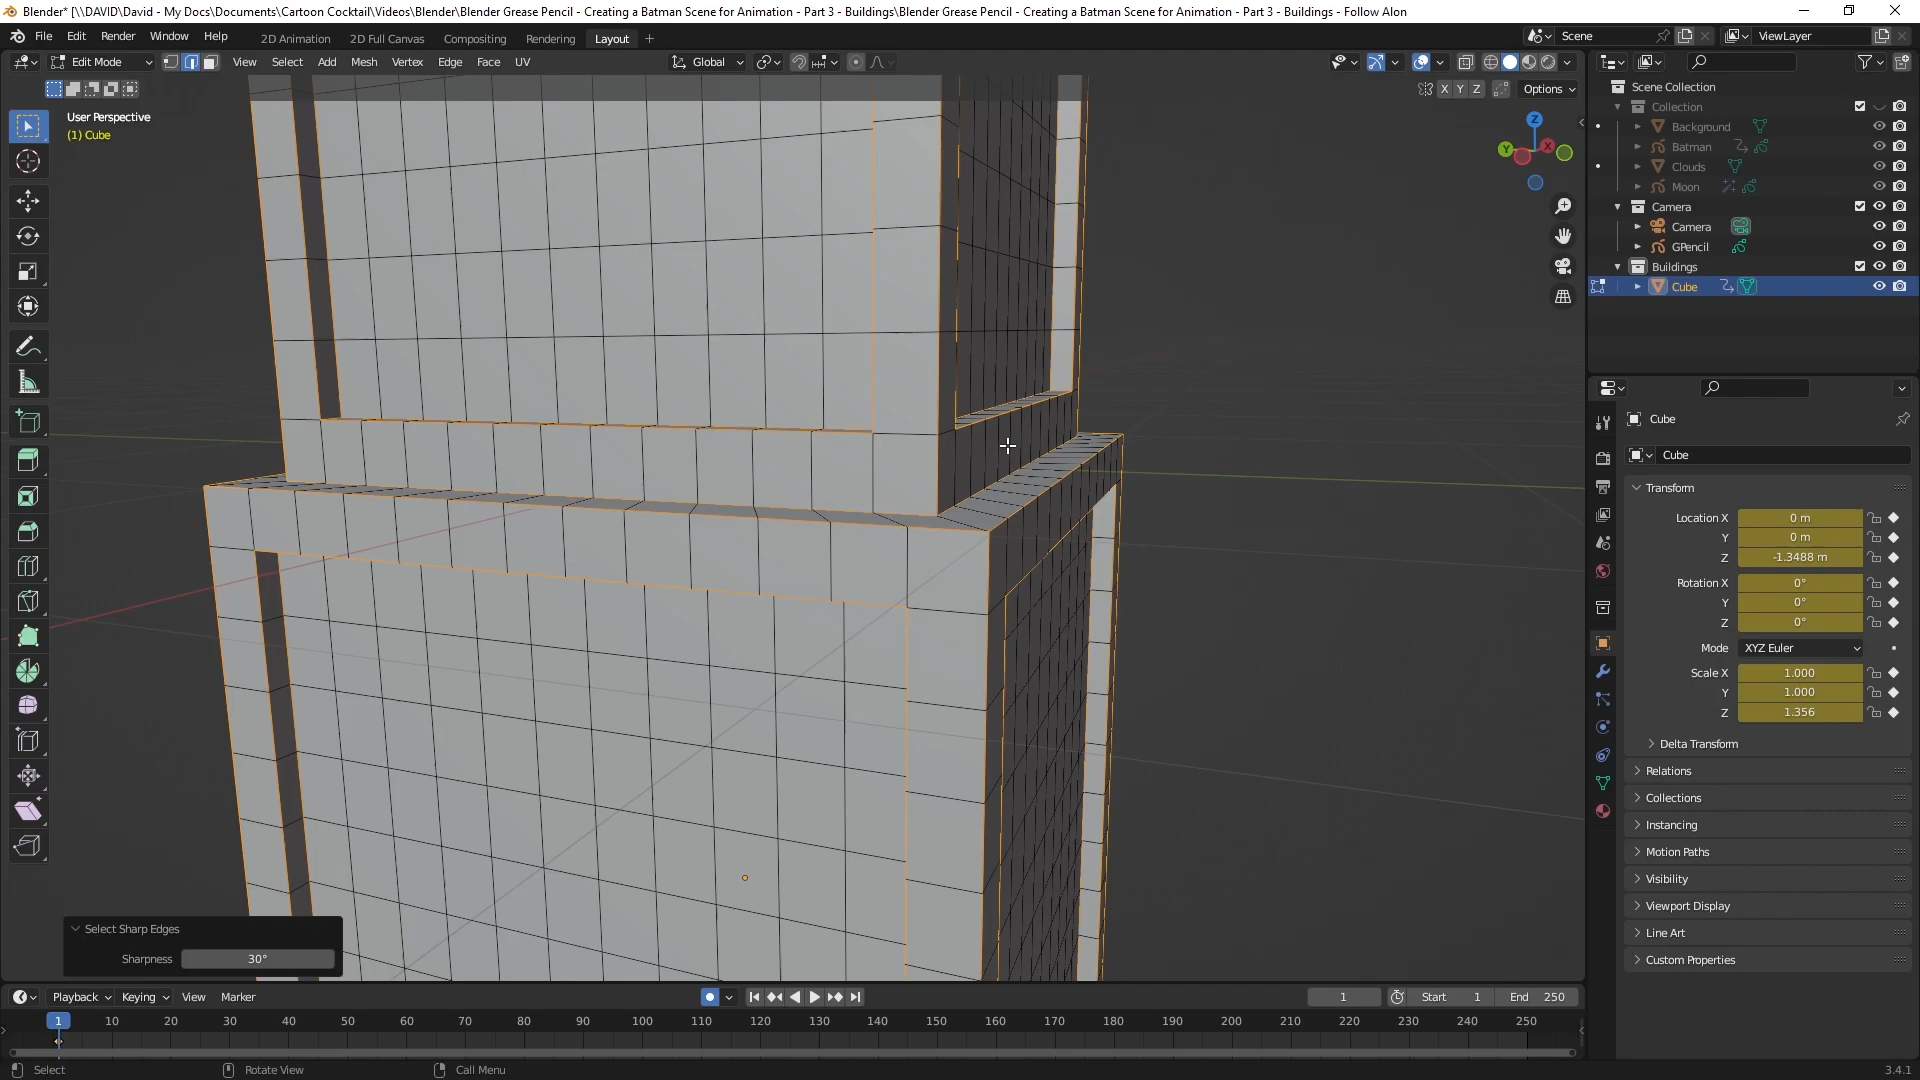 Blender* [\\DAVID\David - My Docs\Documents\Cartoon Cocktail\Videos\Blender\Blender Grease Pencil - Creating a Batman Scene for Animation - Part 3 - Buildings\Blender Grease Pencil - Creating a Batman Scene for Animation - Part 3 - Buildings - Follow Alon
File Edit Render Window Help 2D Animation 2D Full Canvas Compositing Rendering Layout + Scene ViewLayer
Edit Mode View Select Add Mesh Vertex Edge Face UV Global
X Y Z Options
User Perspective
(1) Cube
Z
Y
X
Scene Collection
Collection
Background
Batman
Clouds
Moon
Camera
Camera
GPencil
Buildings
Cube
Cube
Cube
Transform
Location X 0 m
Y 0 m
Z -1.3488 m
Rotation X 0°
Y 0°
Z 0°
Mode XYZ Euler
Scale X 1.000
Y 1.000
Z 1.356
Delta Transform
Relations
Collections
Instancing
Motion Paths
Visibility
Viewport Display
Line Art
Custom Properties
Select Sharp Edges
Sharpness 30°
Playback Keying View Marker 1 Start 1 End 250
1 10 20 30 40 50 60 70 80 90 100 110 120 130 140 150 160 170 180 190 200 210 220 230 240 250
Select Rotate View Call Menu 3.4.1